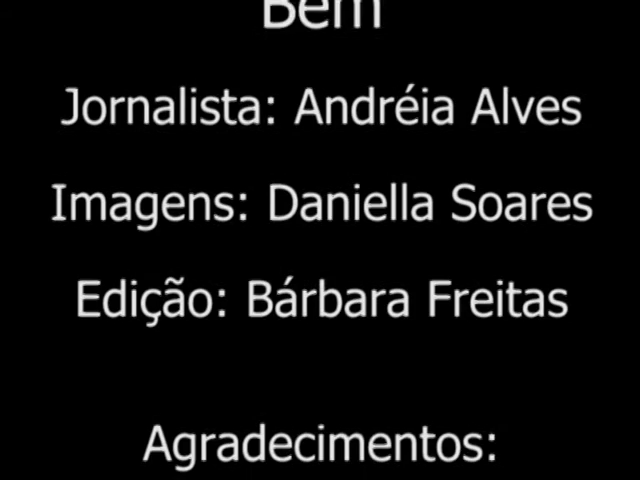 Bem
Jornalista: Andréia Alves
Imagens: Daniella Soares
Edição: Bárbara Freitas
Agradecimentos: